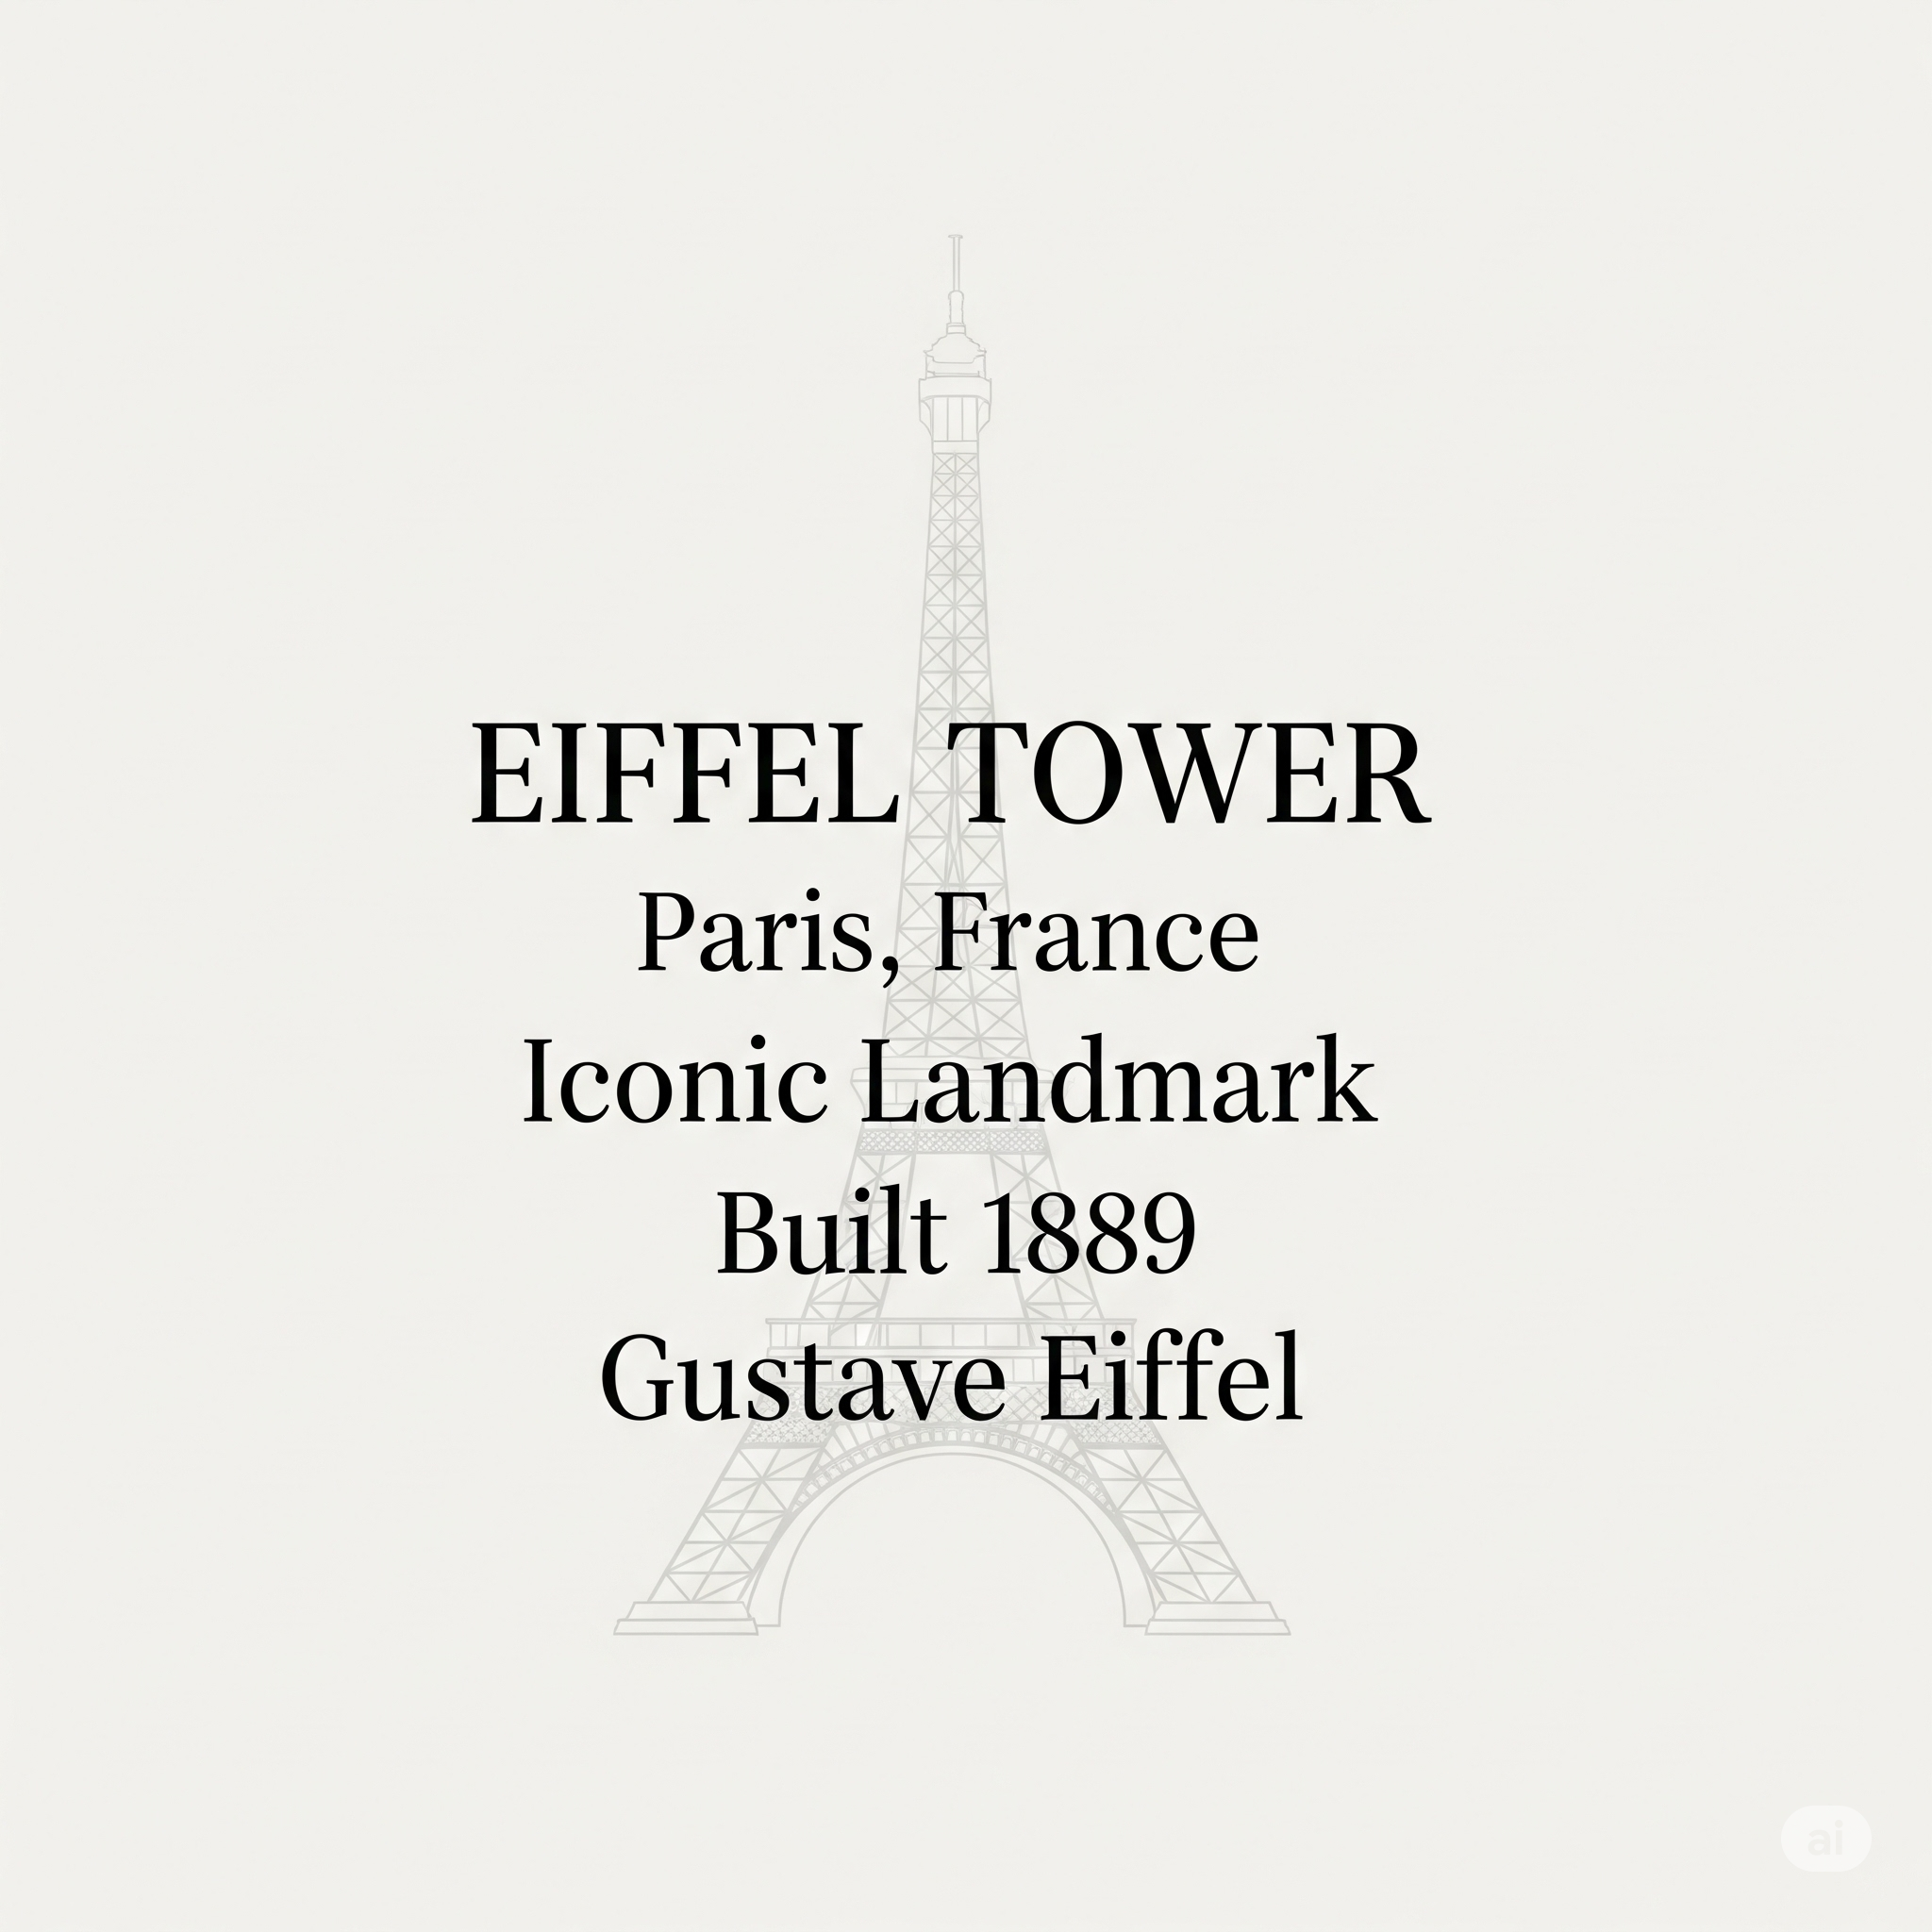 EIFFEL TOWER
Paris, France
Iconic Landmark
Built 1889
Gustave Eiffel
ai